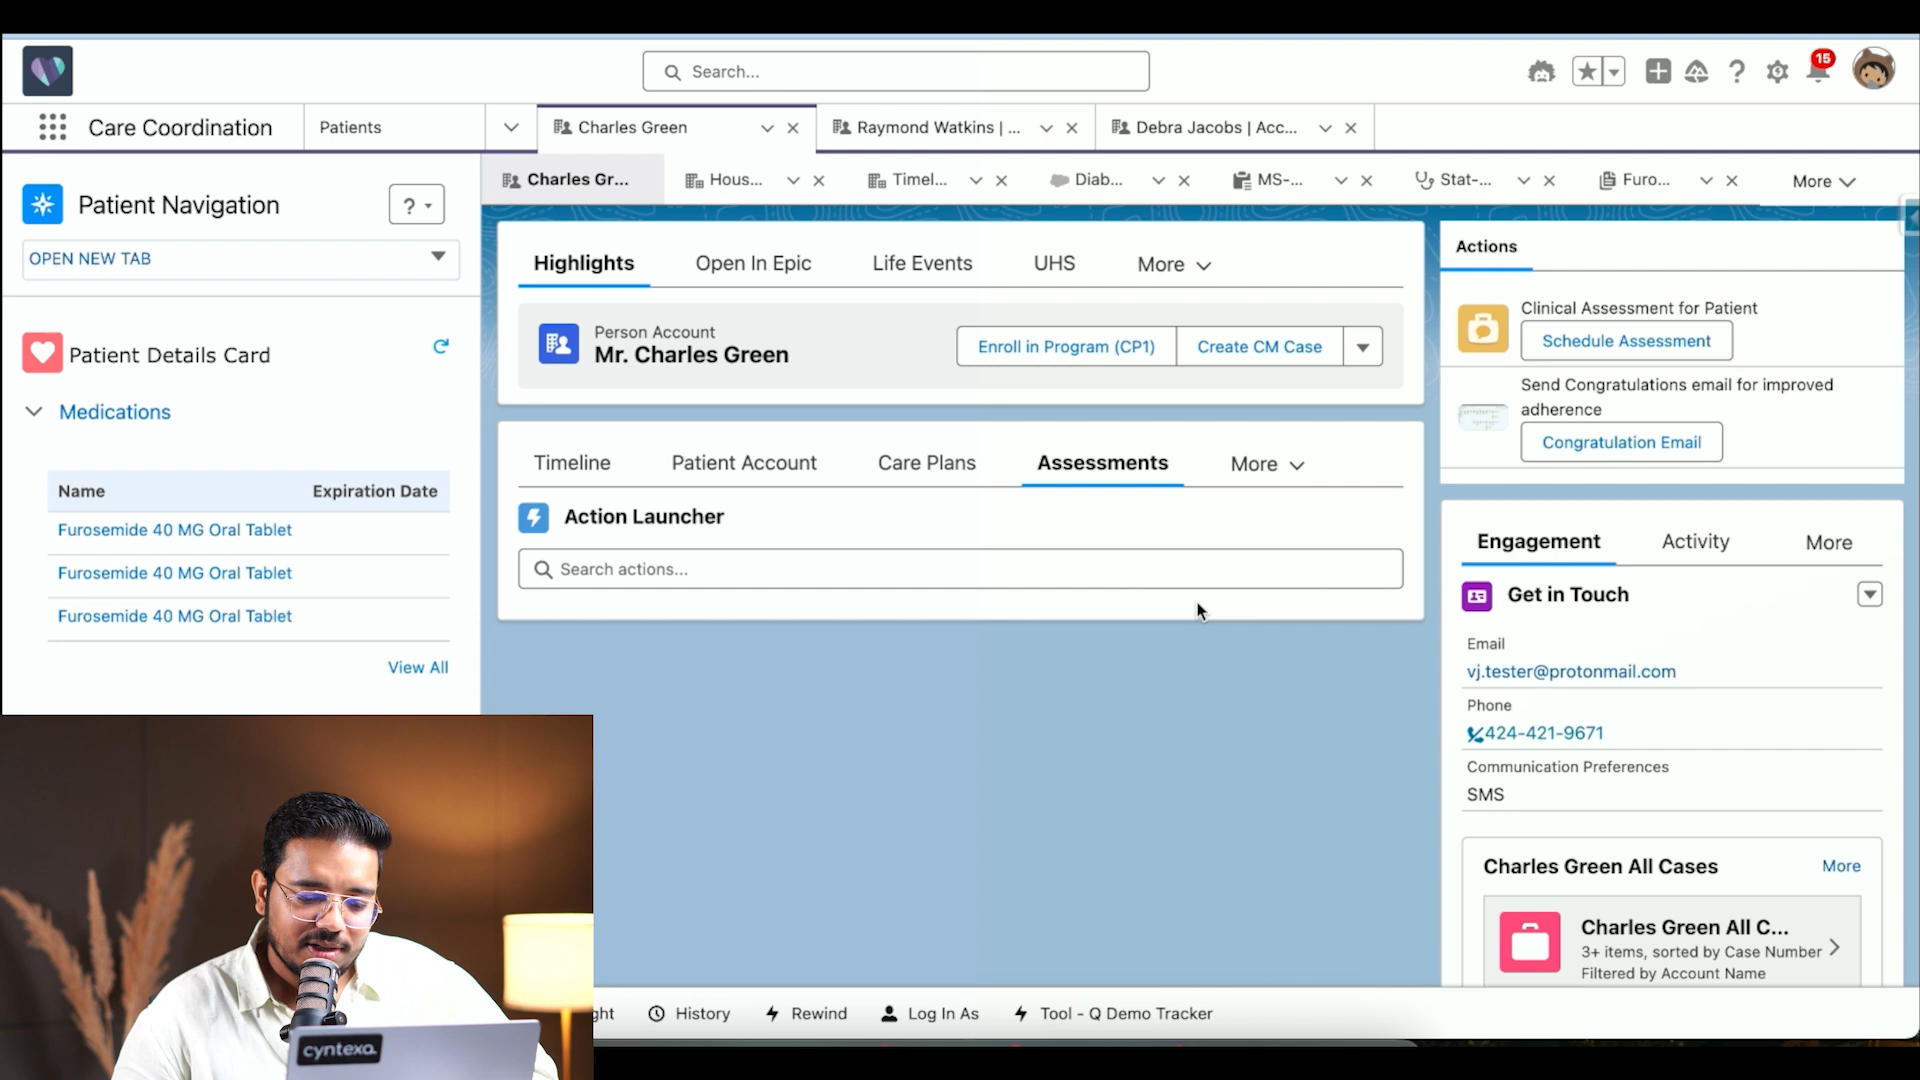 Search...
15
Care Coordination
Patients
Charles Green
Raymond Watkins | ...
Debra Jacobs | Acc...
Charles Gr...
Hous...
Timel...
Diab...
MS-...
Stat-...
Furo...
More
Patient Navigation
?
OPEN NEW TAB
Patient Details Card
Medications
Name Expiration Date
Furosemide 40 MG Oral Tablet
Furosemide 40 MG Oral Tablet
Furosemide 40 MG Oral Tablet
View All
Highlights
Open In Epic
Life Events
UHS
More
Person Account
Mr. Charles Green
Enroll in Program (CP1)
Create CM Case
Timeline
Patient Account
Care Plans
Assessments
More
Action Launcher
Search actions...
Actions
Clinical Assessment for Patient
Schedule Assessment
Send Congratulations email for improved
adherence
Congratulation Email
Engagement
Activity
More
Get in Touch
Email
vj.tester@protonmail.com
Phone
424-421-9671
Communication Preferences
SMS
Charles Green All Cases
More
Charles Green All C...
3+ items, sorted by Case Number
Filtered by Account Name
ght
History
Rewind
Log In As
Tool - Q Demo Tracker
cyntexa.